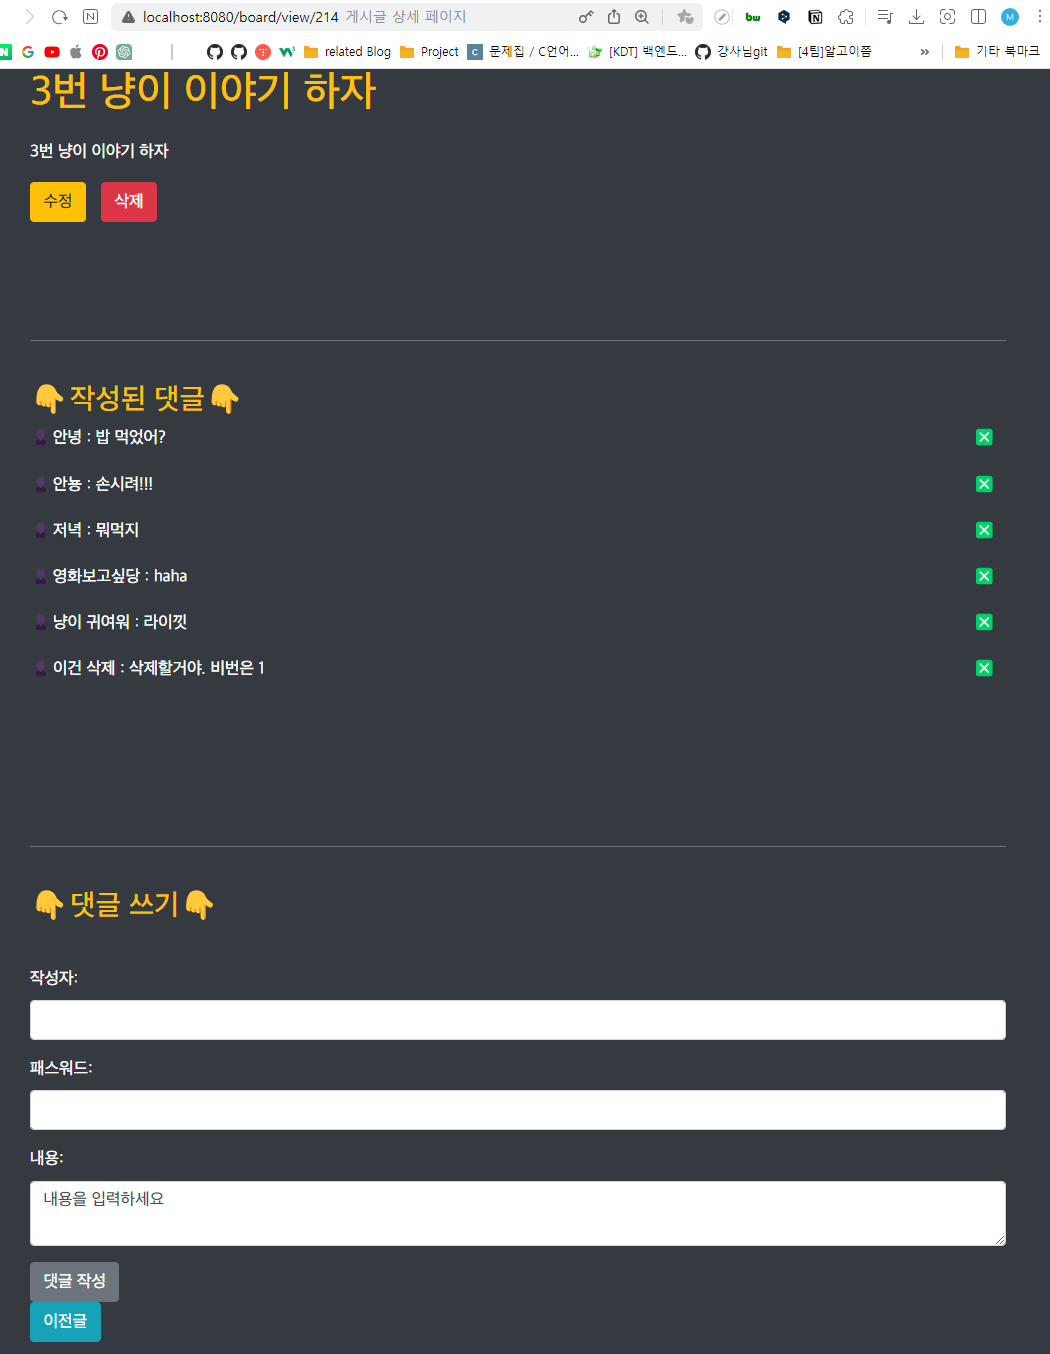 localhost:8080/board/view/214 게시글 상세 페이지
related Blog Project 문제집 / C언어... [KDT] 백엔드... 강사님git [4팀]알고이쯤 » 기타 북마크
3번 냥이 이야기 하자
3번 냥이 이야기 하자
수정 삭제
작성된 댓글
안녕 : 밥 먹었어?
안뇽 : 손시려!!!
저녁 : 뭐먹지
영화보고싶당 : haha
냥이 귀여워 : 라이낏
이건 삭제 : 삭제할거야. 비번은 1
댓글 쓰기
작성자:
패스워드:
내용:
내용을 입력하세요
댓글 작성
이전글